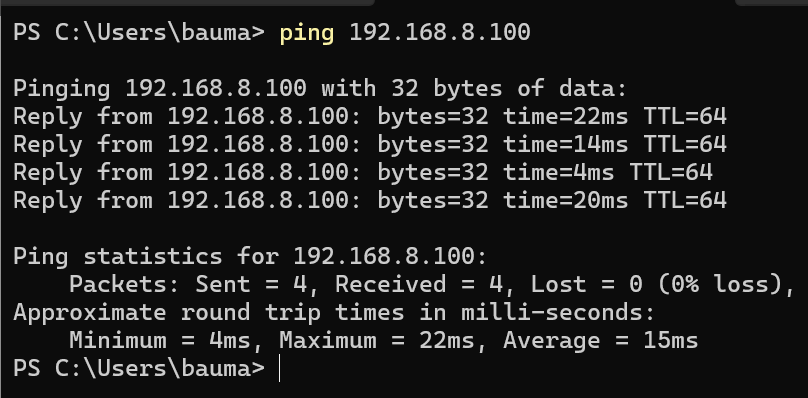 PS C:\Users\bauma> ping 192.168.8.100
Pinging 192.168.8.100 with 32 bytes of data:
Reply from 192.168.8.100: bytes=32 time=22ms TTL=64
Reply from 192.168.8.100: bytes=32 time=14ms TTL=64
Reply from 192.168.8.100: bytes=32 time=4ms TTL=64
Reply from 192.168.8.100: bytes=32 time=20ms TTL=64
Ping statistics for 192.168.8.100:
    Packets: Sent = 4, Received = 4, Lost = 0 (0% loss),
Approximate round trip times in milli-seconds:
    Minimum = 4ms, Maximum = 22ms, Average = 15ms
PS C:\Users\bauma>